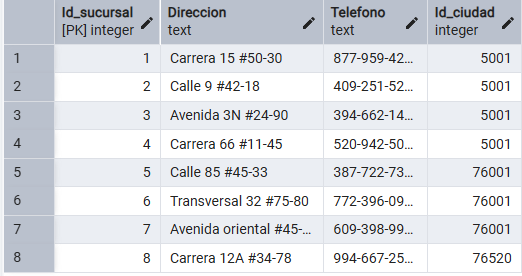 Id_sucursal Direccion Telefono Id_ciudad
[PK] integer text text integer
1 1 Carrera 15 #50-30 877-959-42... 5001
2 2 Calle 9 #42-18 409-251-52... 5001
3 3 Avenida 3N #24-90 394-662-14... 5001
4 4 Carrera 66 #11-45 520-942-50... 5001
5 5 Calle 85 #45-33 387-722-73... 76001
6 6 Transversal 32 #75-80 772-396-09... 76001
7 7 Avenida oriental #45-... 609-398-99... 76001
8 8 Carrera 12A #34-78 994-667-25... 76520